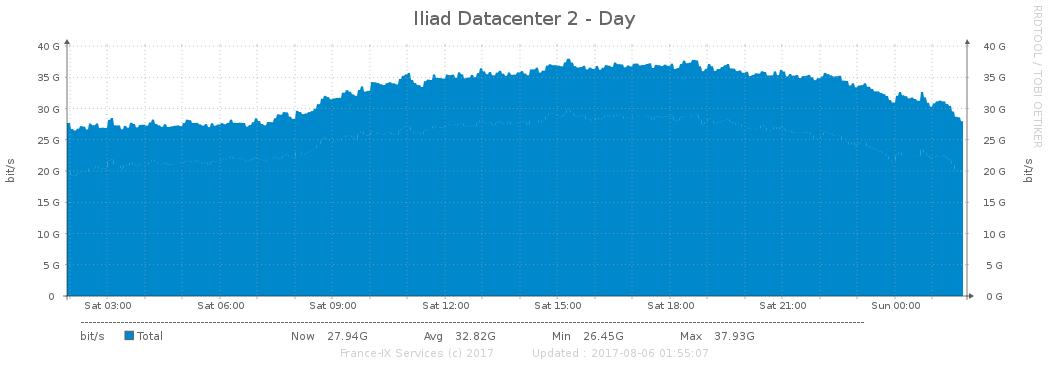 Iliad Datacenter 2 - Day
RRDTOOL / TOBI OETIKER
40 G 40 G
35 G 35 G
30 G 30 G
25 G 25 G
20 G 20 G
15 G 15 G
10 G 10 G
5 G 5 G
0 0 G
bit/s bit/s
Sat 03:00 Sat 06:00 Sat 09:00 Sat 12:00 Sat 15:00 Sat 18:00 Sat 21:00 Sun 00:00
bit/s Total Now 27.94G Avg 32.82G Min 26.45G Max 37.93G
France-IX Services (c) 2017 Updated : 2017-08-06 01:55:07